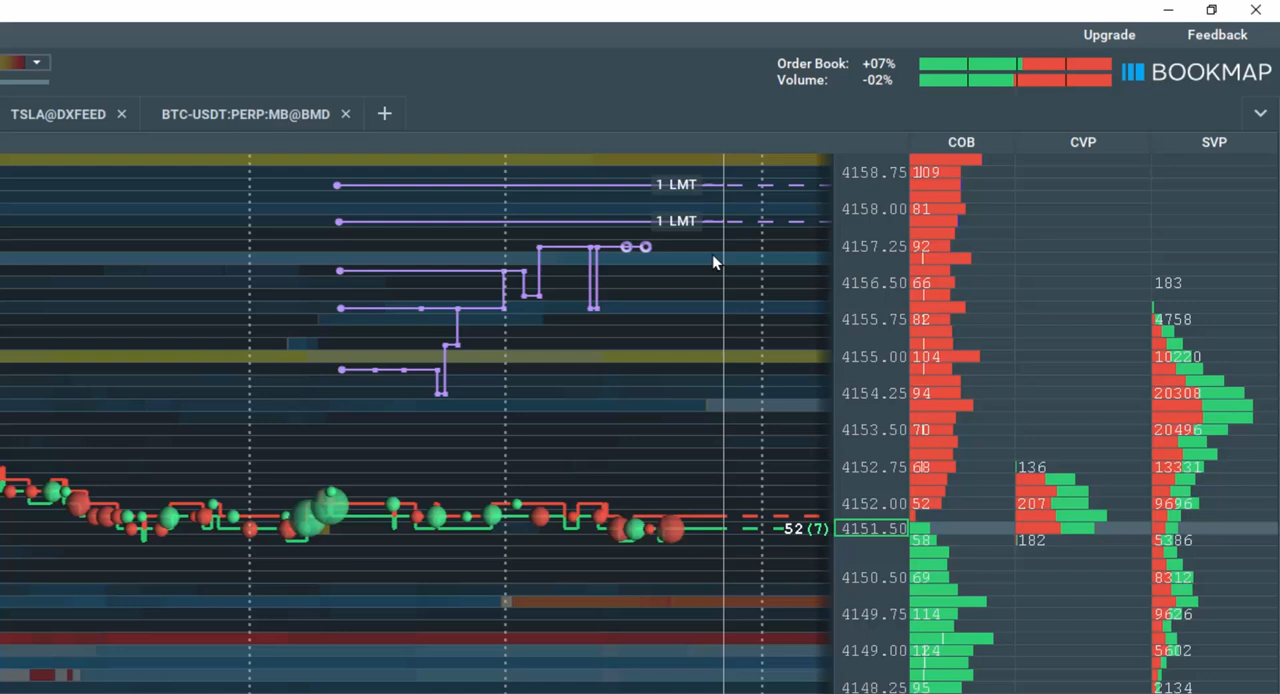 Upgrade Feedback
Order Book: +07%
Volume: -02%
BOOKMAP
TSLA@DXFEED BTC-USDT:PERP:MB@BMD
COB CVP SVP
1 LMT
1 LMT
4158.75 109
4158.00 81
4157.25 92
4156.50 66 183
4155.75 82 4758
4155.00 104 10220
4154.25 94 20308
4153.50 70 20496
4152.75 68 136 13331
4152.00 52 207 9696
52 (7) 4151.50
58 182 5386
4150.50 69 8312
4149.75 114 9626
4149.00 124 5602
4148.25 95 2134